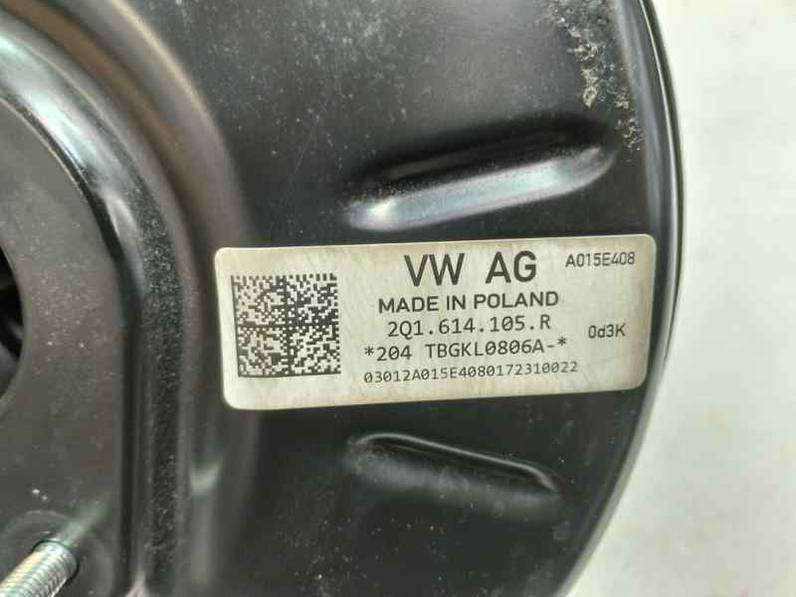 VW AG A015E408
MADE IN POLAND
2Q1.614.105.R
*204 TBGKL0806A-* 0d3K
03012A015E4080172310022